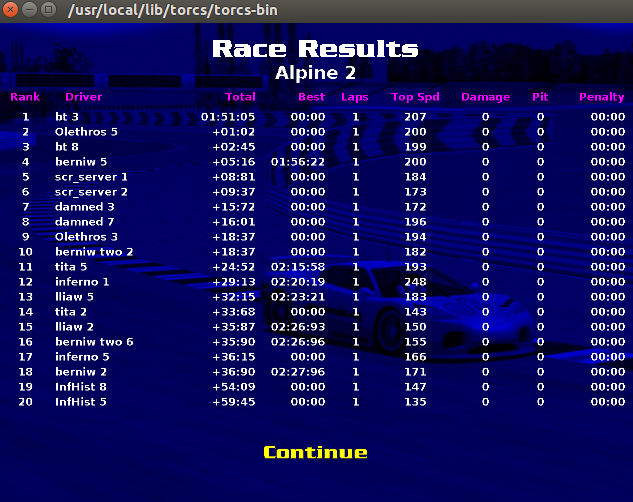 /usr/local/lib/torcs/torcs-bin
Race Results
Alpine 2
Rank Driver Total Best Laps Top Spd Damage Pit Penalty
1 bt 3 01:51:05 00:00 1 207 0 0 00:00
2 Olethros 5 +01:02 00:00 1 200 0 0 00:00
3 bt 8 +02:45 00:00 1 199 0 0 00:00
4 berniw 5 +05:16 01:56:22 1 200 0 0 00:00
5 scr_server 1 +08:81 00:00 1 184 0 0 00:00
6 scr_server 2 +09:37 00:00 1 173 0 0 00:00
7 damned 3 +15:72 00:00 1 172 0 0 00:00
8 damned 7 +16:01 00:00 1 196 0 0 00:00
9 Olethros 3 +18:37 00:00 1 194 0 0 00:00
10 berniw two 2 +18:37 00:00 1 182 0 0 00:00
11 tita 5 +24:52 02:15:58 1 193 0 0 00:00
12 inferno 1 +29:13 02:20:19 1 248 0 0 00:00
13 lliaw 5 +32:15 02:23:21 1 183 0 0 00:00
14 tita 2 +33:68 00:00 1 143 0 0 00:00
15 lliaw 2 +35:87 02:26:93 1 150 0 0 00:00
16 berniw two 6 +35:90 02:26:96 1 155 0 0 00:00
17 inferno 5 +36:15 00:00 1 166 0 0 00:00
18 berniw 2 +36:90 02:27:96 1 171 0 0 00:00
19 InfHist 8 +54:09 00:00 1 147 0 0 00:00
20 InfHist 5 +59:45 00:00 1 135 0 0 00:00
Continue